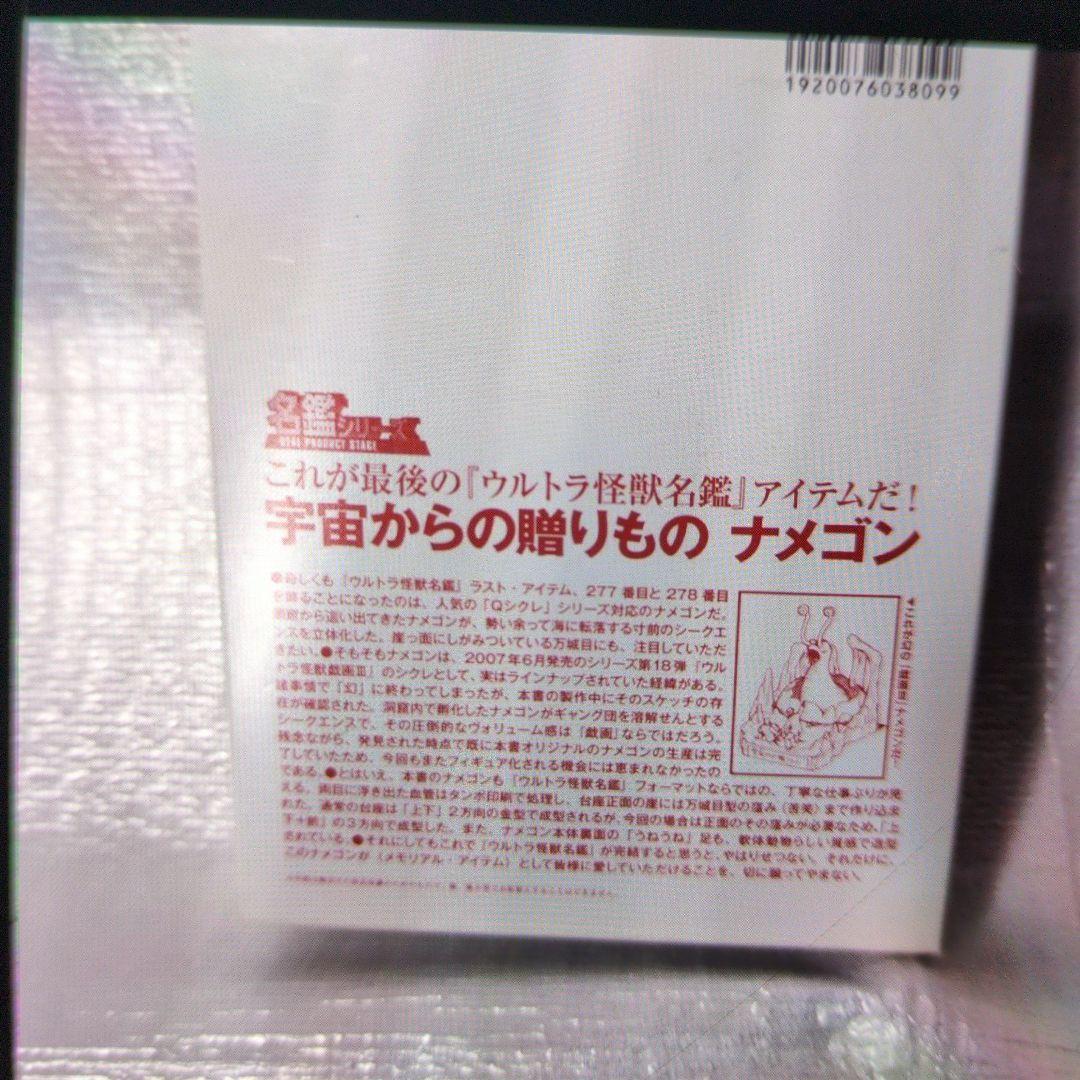 1920076038099
名鑑シリーズ
これが最後の『ウルトラ怪獣名鑑』アイテムだ!
宇宙からの贈りもの ナメゴン
●奇しくも『ウルトラ怪獣名鑑』ラスト・アイテム、277番目と278番目
を飾ることになったのは、人気の「Qシクレ」シリーズ対応のナメゴンだ。
洞窟から這い出てきたナメゴンが、勢い余って海に転落する寸前のシークエ
ンスを立体化した。崖っ面にしがみついている万城目にも、注目していただ
きたい。●そもそもナメゴンは、2007年6月発売のシリーズ第18弾『ウル
トラ怪獣戯画Ⅲ』のシクレとして、実はラインナップされていた経緯がある。
諸事情で「幻」に終わってしまったが、本書の製作中にそのスケッチの存
在が確認された。洞窟内で孵化したナメゴンがギャング団を溶解せんとする
シークエンスで、その圧倒的なヴォリューム感は『戯画』ならではだろう。
残念ながら、発見された時点で既に本書オリジナルのナメゴンの生産は完
了していたため、今回もまたフィギュア化される機会には恵まれなかったの
である。●とはいえ、本書のナメゴンも『ウルトラ怪獣名鑑』フォーマットならではの、丁寧な仕事ぶりが見
える。両目に浮き出た血管はタンポ印刷で処理し、台座正面の崖には万城目型の窪み(苦笑)まで作り込ま
れた。通常の台座は「上下」2方向の金型で成型されるが、今回の場合は正面のその窪みが必要なため、「上
下+前」の3方向で成型した。また、ナメゴン本体裏面の「うねうね」足も、軟体動物らしい質感で造型
されている。●それにしてもこれで『ウルトラ怪獣名鑑』が完結すると思うと、やはりせつない。それだけに、
このナメゴンが〈メモリアル・アイテム〉として皆様に愛していただけることを、切に願ってやまない。